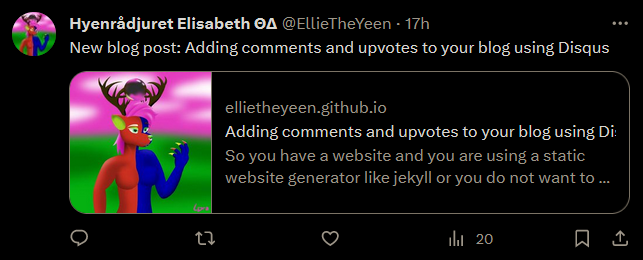 Hyenrådjuret Elisabeth ΘΔ @EllieTheYeen · 17h
New blog post: Adding comments and upvotes to your blog using Disqus
ellietheyeen.github.io
Adding comments and upvotes to your blog using Di
So you have a website and you are using a static
website generator like jekyll or you do not want to ...
20